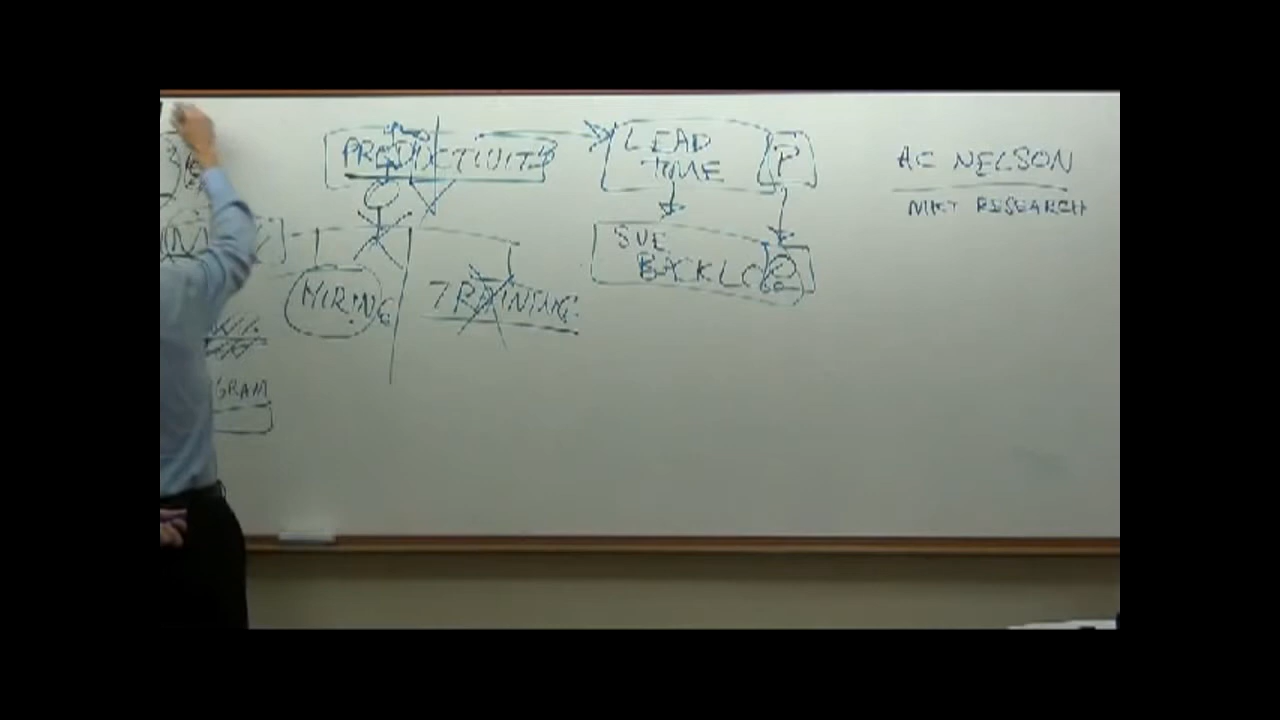 PRODUCTIVITY
LEAD
TIME
P
AC NELSON
MKT RESEARCH
SVC
BACKLOG
HIRING
TRAINING
GRAM